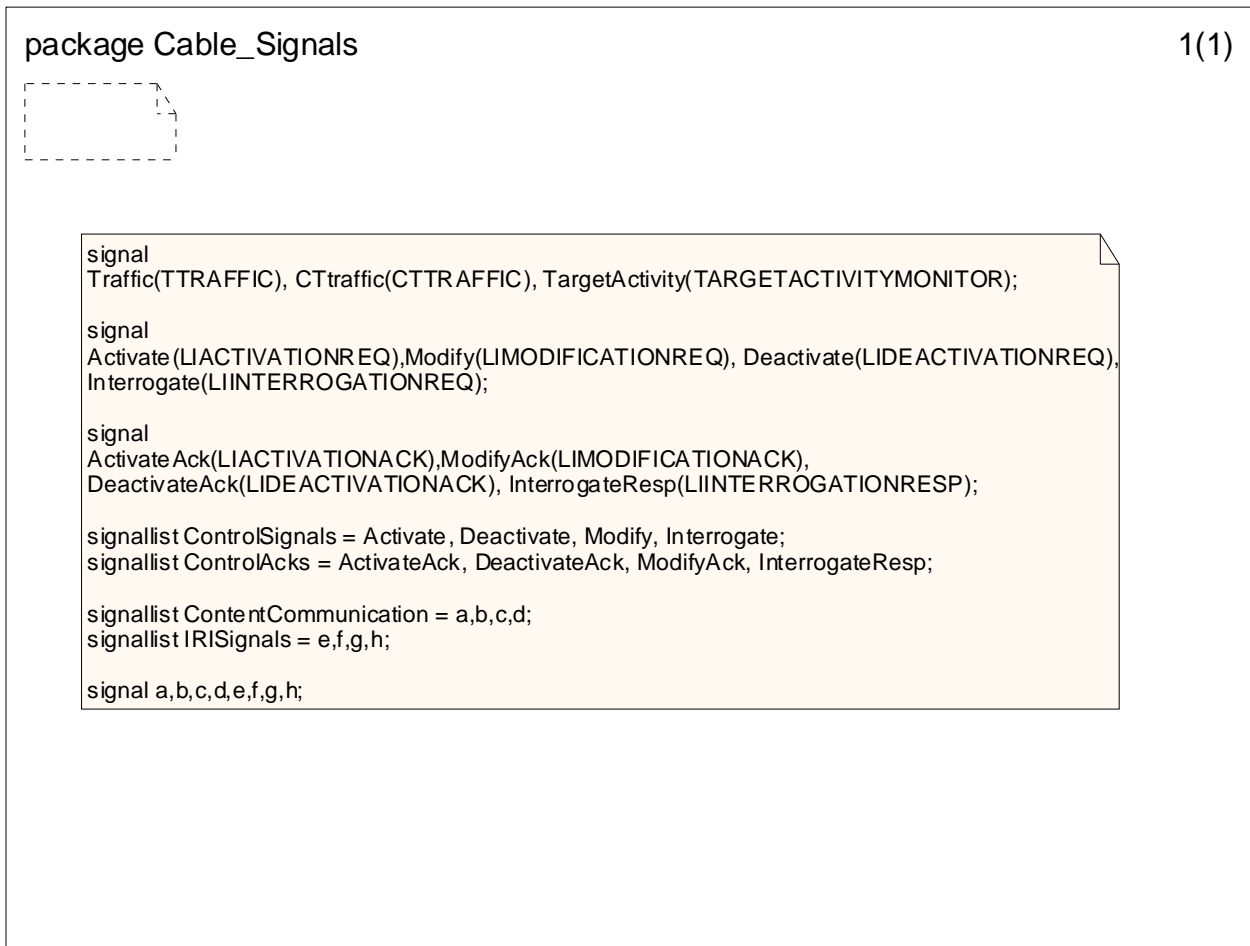 package Cable_Signals
1(1)
signal
Traffic(TTRAFFIC), CTtraffic(CTTRAFFIC), TargetActivity(TARGETACTIVITYMONITOR);
signal
Activate(LIACTIVATIONREQ),Modify(LIMODIFICATIONREQ), Deactivate(LIDEACTIVATIONREQ),
Interrogate(LIINTERROGATIONREQ);
signal
ActivateAck(LIACTIVATIONACK),ModifyAck(LIMODIFICATIONACK),
DeactivateAck(LIDEACTIVATIONACK), InterrogateResp(LIINTERROGATIONRESP);
signallist ControlSignals = Activate, Deactivate, Modify, Interrogate;
signallist ControlAcks = ActivateAck, DeactivateAck, ModifyAck, InterrogateResp;
signallist ContentCommunication = a,b,c,d;
signallist IRISignals = e,f,g,h;
signal a,b,c,d,e,f,g,h;